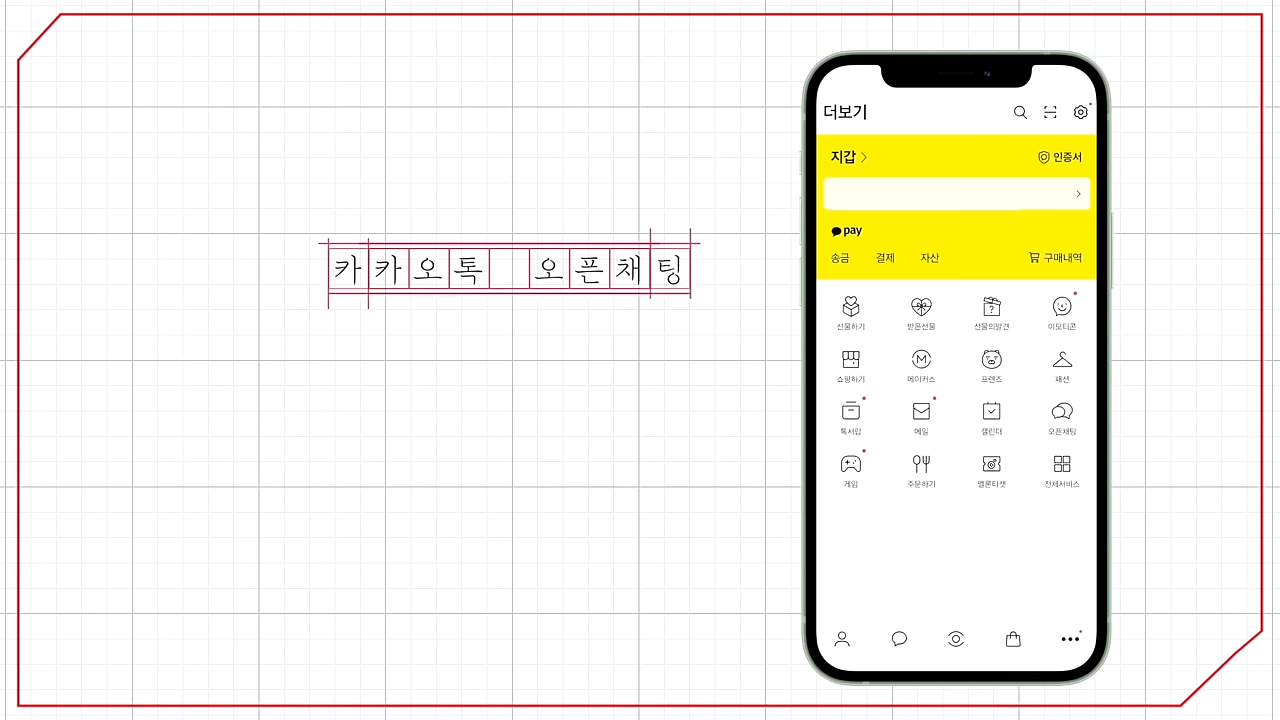 카카오톡 오픈채팅
더보기
지갑
인증서
pay
송금 결제 자산 구매내역
선물하기 받은선물 선물의발견 이모티콘
쇼핑하기 메이커스 프렌즈 패션
톡서랍 메일 캘린더 오픈채팅
게임 주문하기 멜론티켓 전체서비스